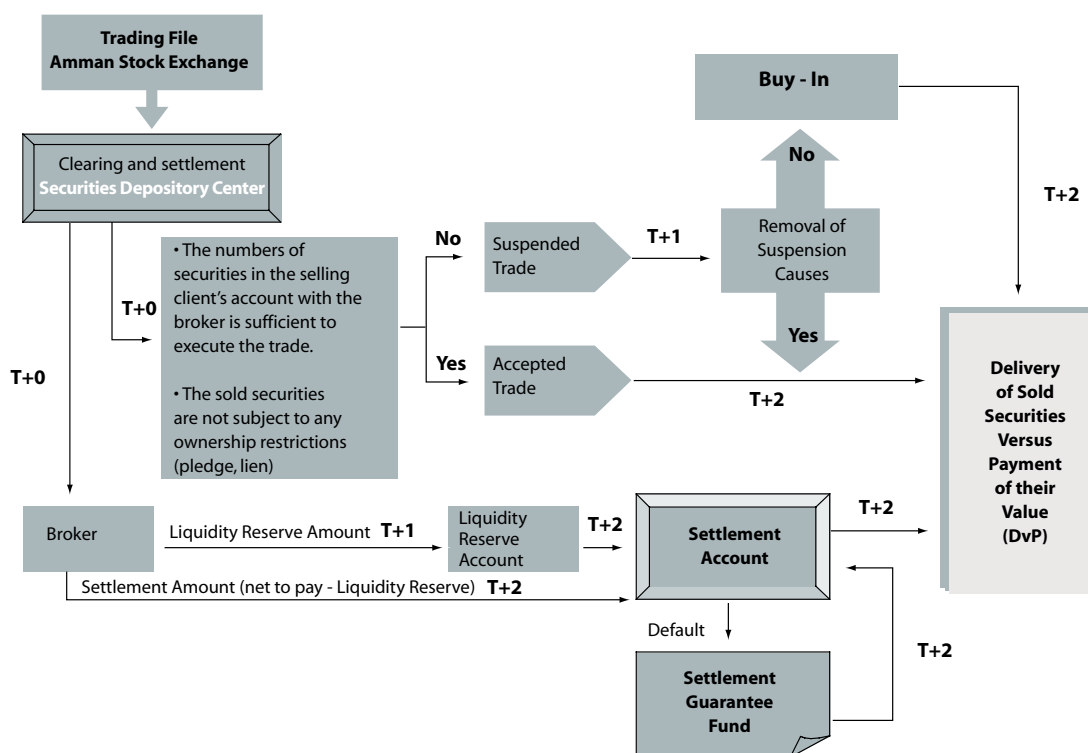 Trading File
Amman Stock Exchange
Clearing and settlement
Securities Depository Center
T+0
T+0
• The numbers of
securities in the selling
client's account with the
broker is sufficient to
execute the trade.
• The sold securities
are not subject to any
ownership restrictions
(pledge, lien)
No
Suspended
Trade
T+1
Removal of
Suspension
Causes
No
Buy - In
T+2
Yes
Yes
Accepted
Trade
T+2
Delivery
of Sold
Securities
Versus
Payment
of their
Value
(DvP)
Broker
Liquidity Reserve Amount T+1
Liquidity
Reserve
Account
T+2
Settlement
Account
T+2
Settlement Amount (net to pay - Liquidity Reserve) T+2
Default
Settlement
Guarantee
Fund
T+2